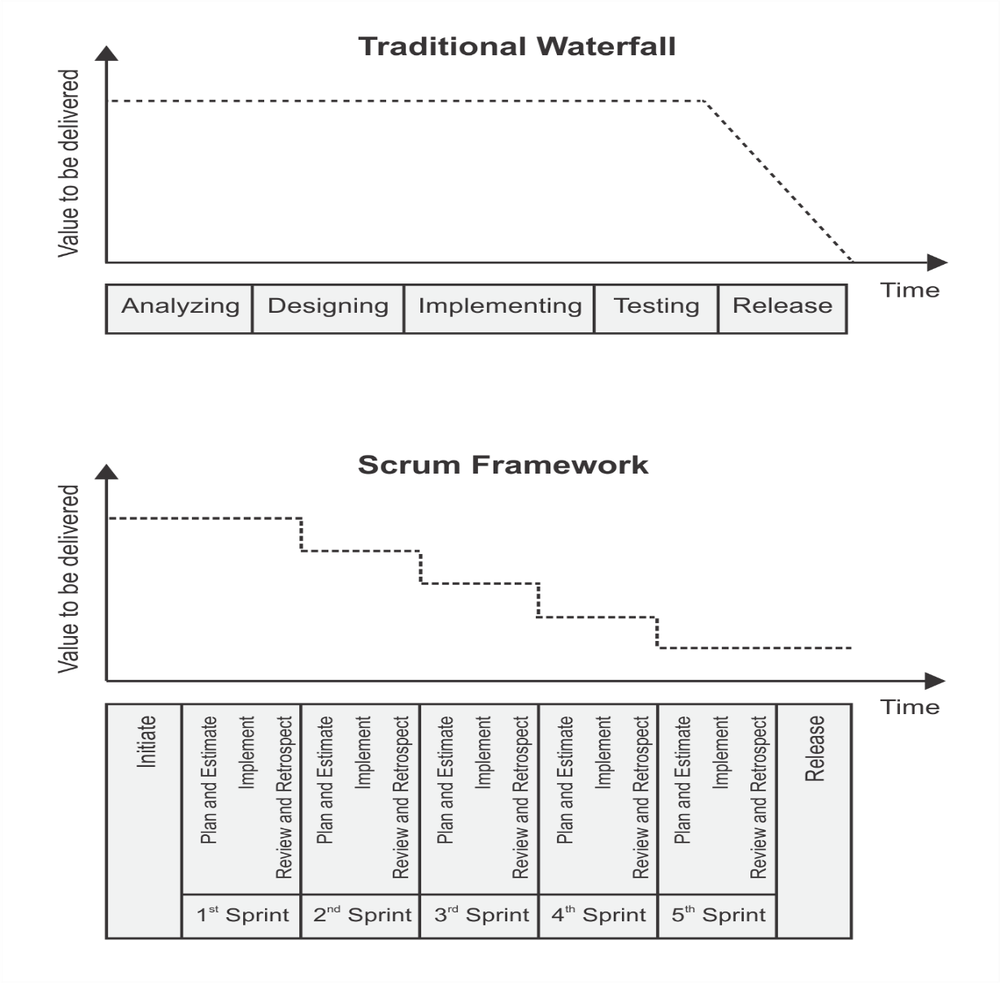 Traditional Waterfall
Value to be delivered
Time
Analyzing
Designing
Implementing
Testing
Release
Scrum Framework
Value to be delivered
Time
Initiate
Plan and Estimate
Implement
Review and Retrospect
1st Sprint
Plan and Estimate
Implement
Review and Retrospect
2nd Sprint
Plan and Estimate
Implement
Review and Retrospect
3rd Sprint
Plan and Estimate
Implement
Review and Retrospect
4th Sprint
Plan and Estimate
Implement
Review and Retrospect
5th Sprint
Release